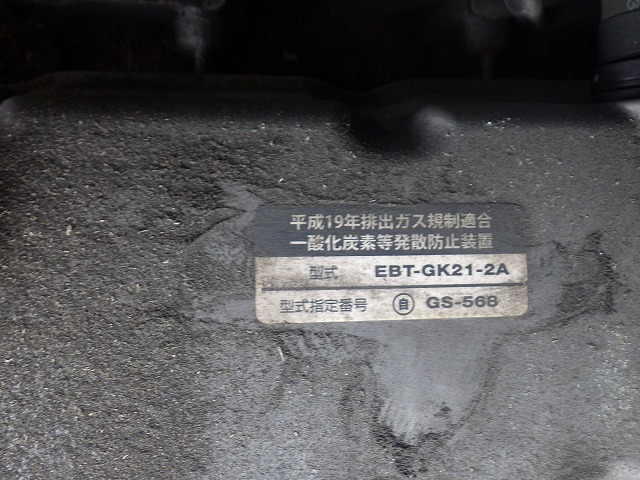 平成19年排出ガス規制適合
一酸化炭素等発散防止装置
型式 EBT-GK21-2A
型式指定番号 自 GS-568